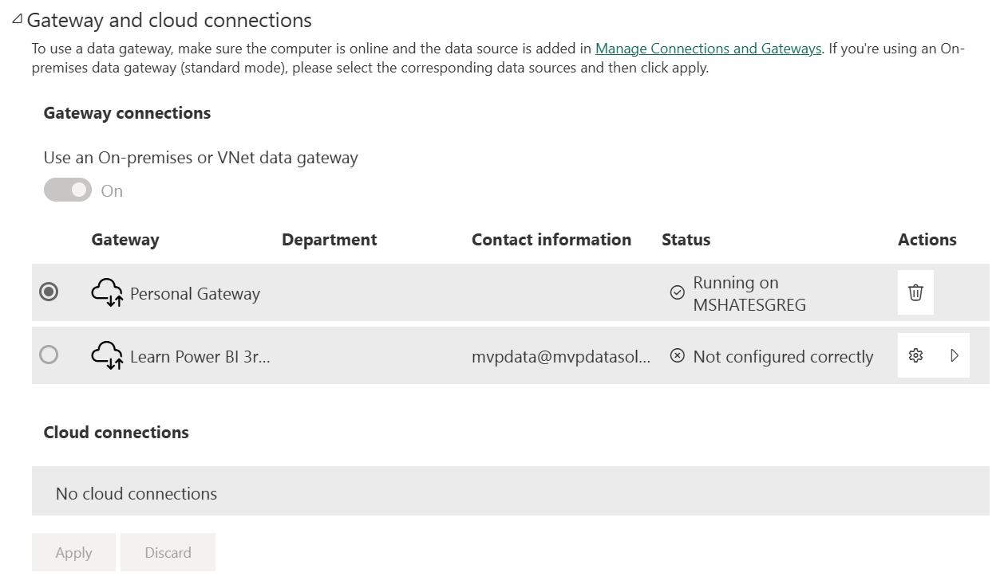 Gateway and cloud connections
To use a data gateway, make sure the computer is online and the data source is added in Manage Connections and Gateways. If you're using an On-
premises data gateway (standard mode), please select the corresponding data sources and then click apply.
Gateway connections
Use an On-premises or VNet data gateway
On
Gateway Department Contact information Status Actions
Personal Gateway Running on
MSHATESGREG
Learn Power BI 3r... mvpdata@mvpdatasol... Not configured correctly
Cloud connections
No cloud connections
Apply Discard